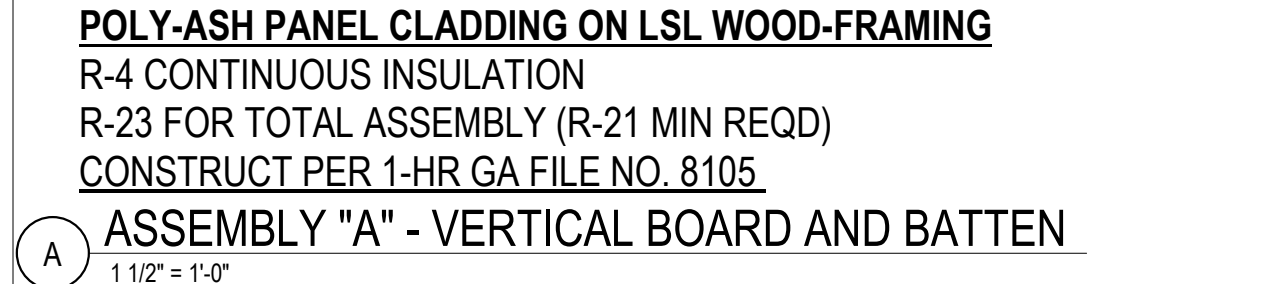 POLY-ASH PANEL CLADDING ON LSL WOOD-FRAMING
R-4 CONTINUOUS INSULATION
R-23 FOR TOTAL ASSEMBLY (R-21 MIN REQD)
CONSTRUCT PER 1-HR GA FILE NO. 8105
A ASSEMBLY "A" - VERTICAL BOARD AND BATTEN
1 1/2" = 1'-0"